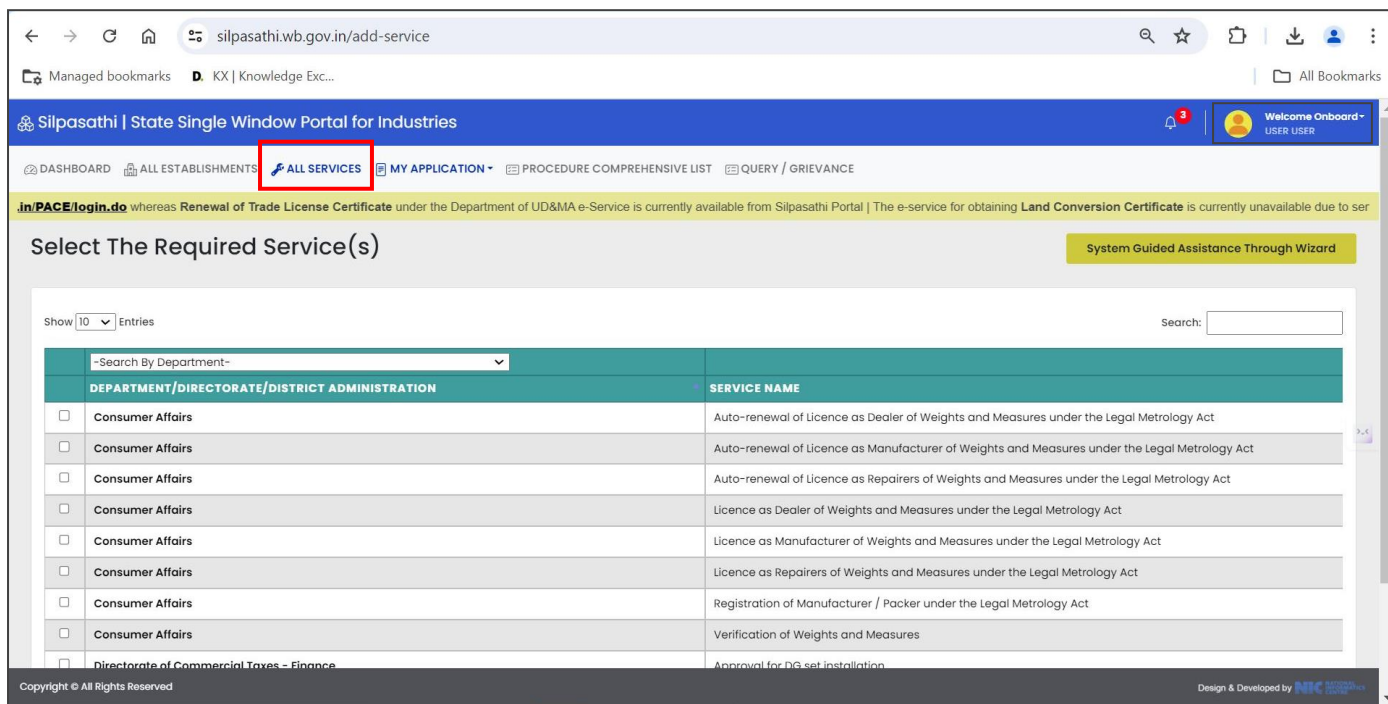 silpasathi.wb.gov.in/add-service
Managed bookmarks D. KX | Knowledge Exc... All Bookmarks
Silpasathi | State Single Window Portal for Industries 3 Welcome Onboard
USER USER
DASHBOARD ALL ESTABLISHMENTS ALL SERVICES MY APPLICATION PROCEDURE COMPREHENSIVE LIST QUERY / GRIEVANCE
.in/PACE/login.do whereas Renewal of Trade License Certificate under the Department of UD&MA e-Service is currently available from Silpasathi Portal | The e-service for obtaining Land Conversion Certificate is currently unavailable due to ser
Select The Required Service(s) System Guided Assistance Through Wizard
Show 10 Entries Search:
-Search By Department-
DEPARTMENT/DIRECTORATE/DISTRICT ADMINISTRATION SERVICE NAME
Consumer Affairs Auto-renewal of Licence as Dealer of Weights and Measures under the Legal Metrology Act
Consumer Affairs Auto-renewal of Licence as Manufacturer of Weights and Measures under the Legal Metrology Act
Consumer Affairs Auto-renewal of Licence as Repairers of Weights and Measures under the Legal Metrology Act
Consumer Affairs Licence as Dealer of Weights and Measures under the Legal Metrology Act
Consumer Affairs Licence as Manufacturer of Weights and Measures under the Legal Metrology Act
Consumer Affairs Licence as Repairers of Weights and Measures under the Legal Metrology Act
Consumer Affairs Registration of Manufacturer / Packer under the Legal Metrology Act
Consumer Affairs Verification of Weights and Measures
Directorate of Commercial Taxes - Finance Approval for DG set installation
Copyright © All Rights Reserved Design & Developed by NIC NATIONAL INFORMATICS CENTRE